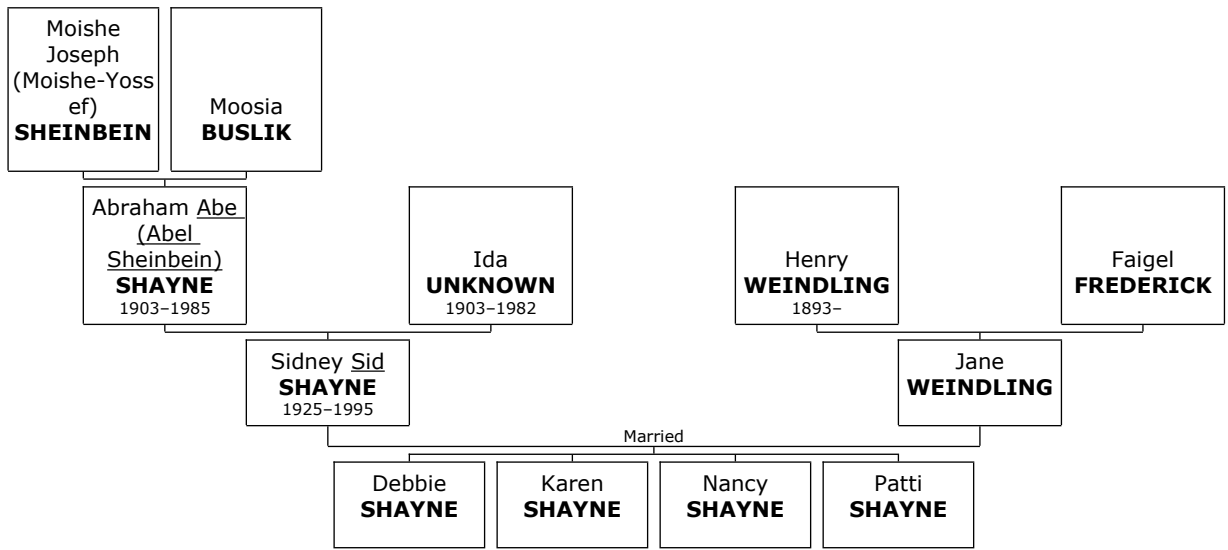 Moishe
Joseph
(Moishe-Yoss
ef)
SHEINBEIN
Moosia
BUSLIK
Abraham Abe
(Abel
Sheinbein)
SHAYNE
1903–1985
Ida
UNKNOWN
1903–1982
Henry
WEINDLING
1893–
Faigel
FREDERICK
Sidney Sid
SHAYNE
1925–1995
Jane
WEINDLING
Married
Debbie
SHAYNE
Karen
SHAYNE
Nancy
SHAYNE
Patti
SHAYNE